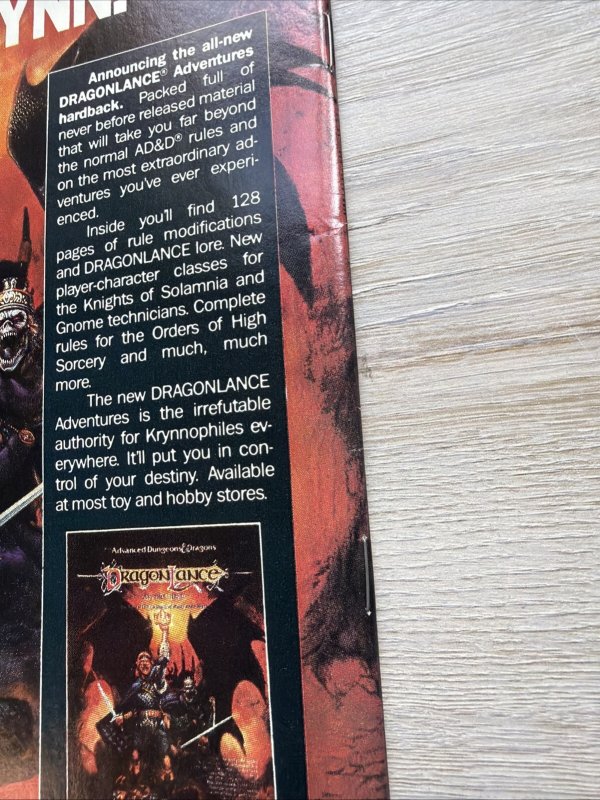 YNN!
Announcing the all-new
DRAGONLANCE® Adventures
hardback. Packed full of
never before released material
that will take you far beyond
the normal AD&D® rules and
on the most extraordinary ad-
ventures you've ever experi-
enced.
Inside you'll find 128
pages of rule modifications
and DRAGONLANCE lore. New
player-character classes for
the Knights of Solamnia and
Gnome technicians. Complete
rules for the Orders of High
Sorcery and much, much
more.
The new DRAGONLANCE
Adventures is the irrefutable
authority for Krynnophiles ev-
erywhere. It'll put you in con-
trol of your destiny. Available
at most toy and hobby stores.
Advanced Dungeons & Dragons
DRAGONLANCE